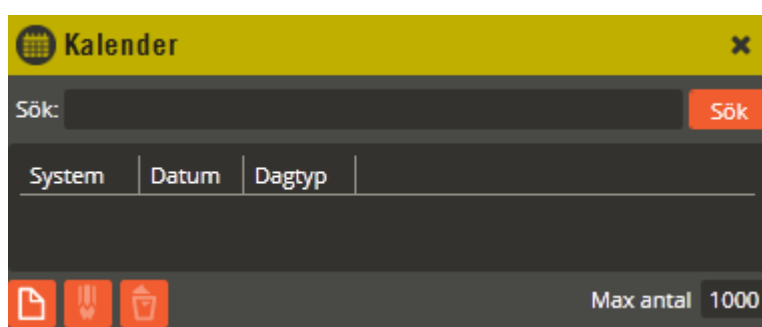 Kalender
Sök: Sök
System Datum Dagtyp
Max antal 1000